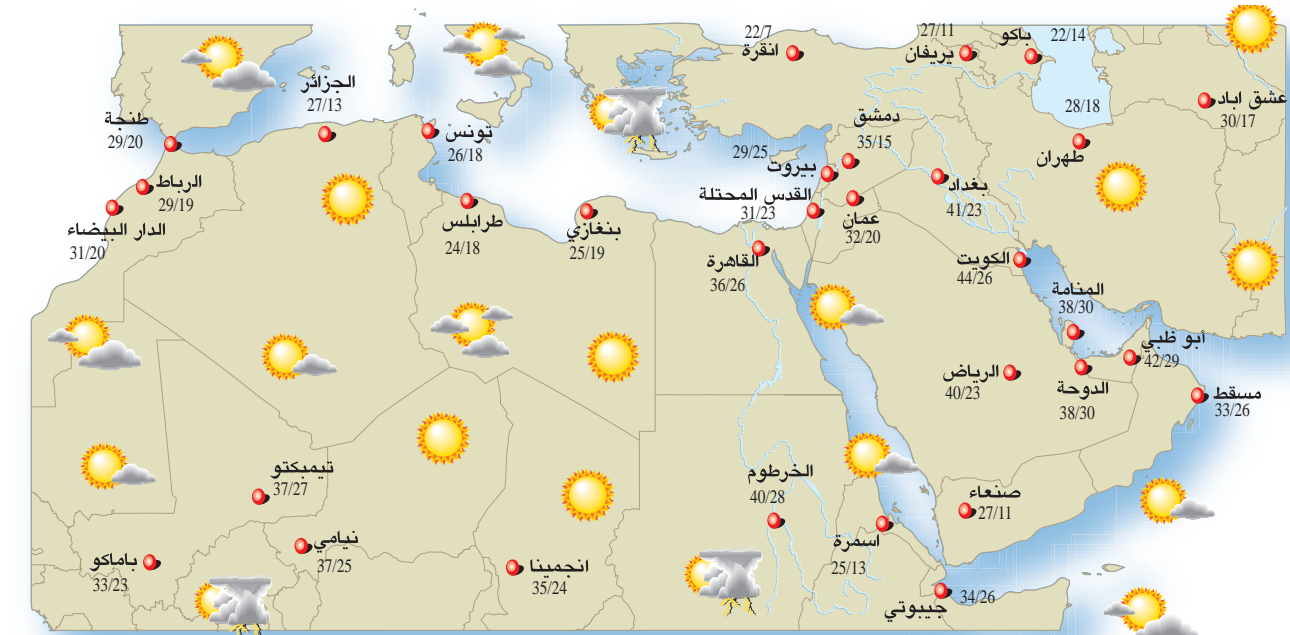 22/7
انقرة
27/11
يريفان
باكو
22/14
عشق اباد
30/17
28/18
طهران
الجزائر
27/13
طنجة
29/20
تونس
26/18
دمشق
35/15
29/25
بيروت
بغداد
41/23
الرباط
29/19
القدس المحتلة
31/23
عمان
32/20
الدار البيضاء
31/20
طرابلس
24/18
بنغازي
25/19
القاهرة
36/26
الكويت
44/26
المنامة
38/30
أبو ظبي
42/29
الرياض
40/23
الدوحة
38/30
مسقط
33/26
تيمبكتو
37/27
الخرطوم
40/28
صنعاء
27/11
نيامي
37/25
باماكو
33/23
انجمينا
35/24
اسمرة
25/13
جيبوتي
34/26